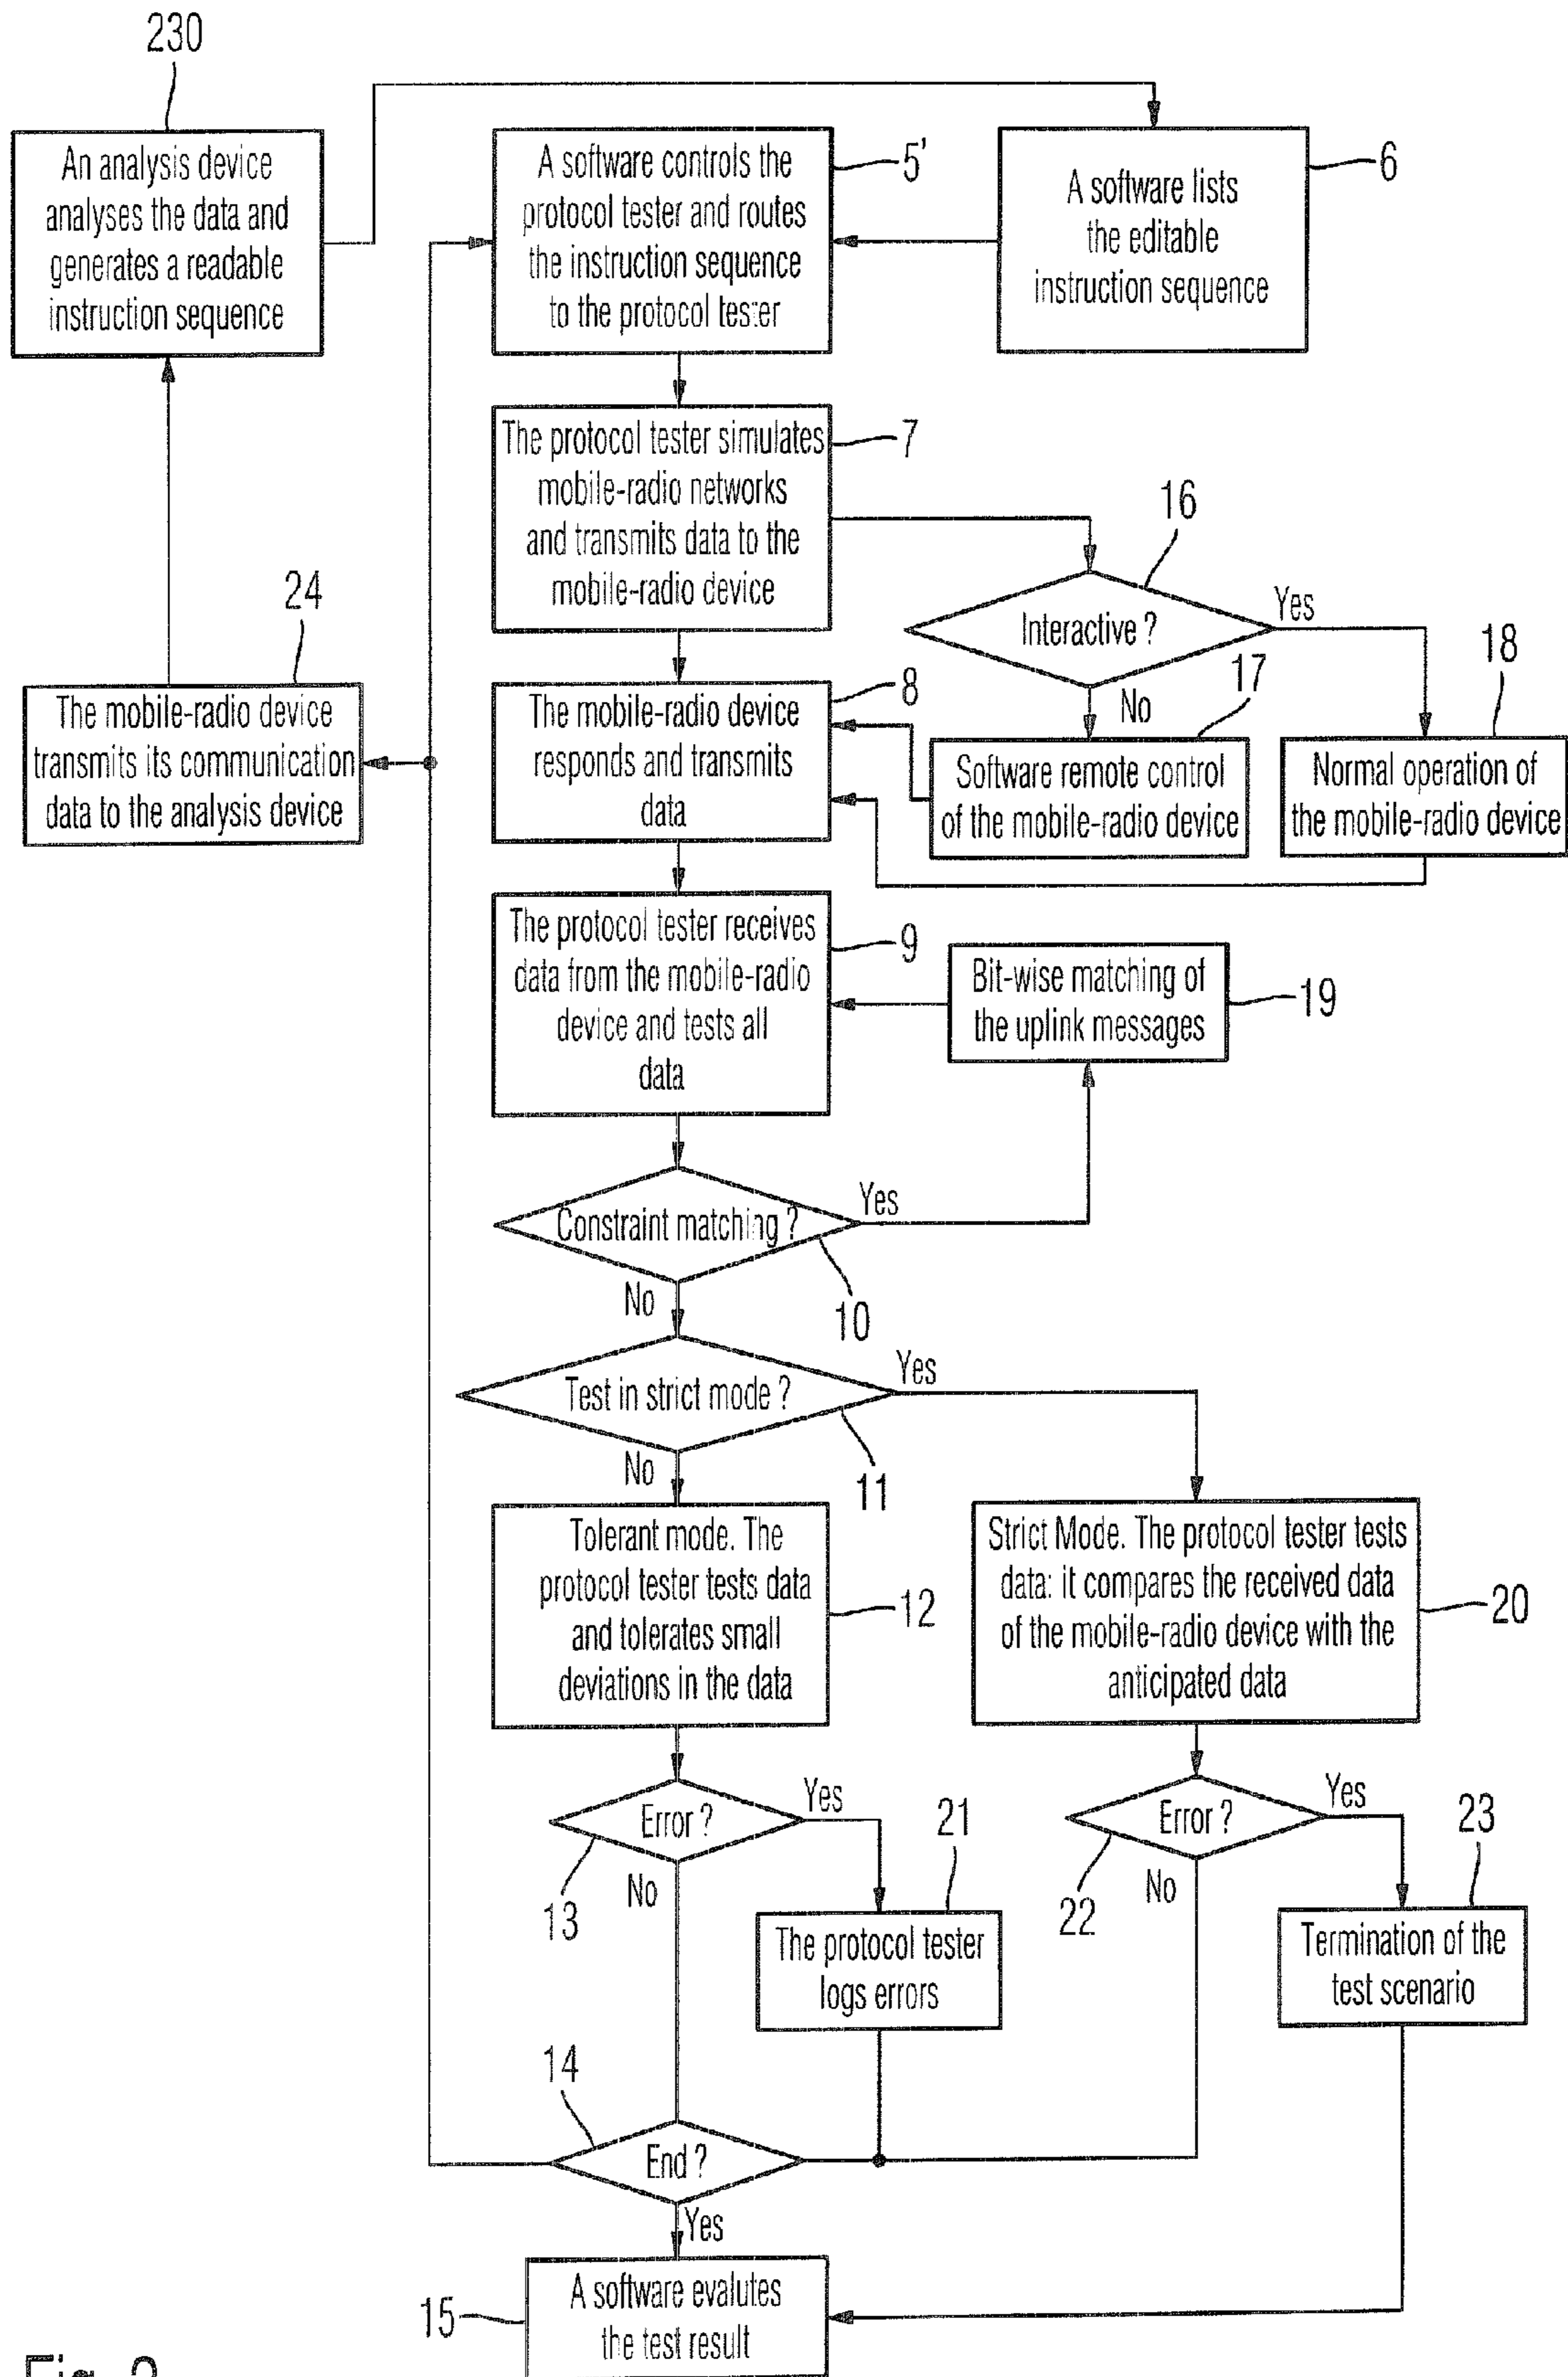 230
An analysis device
analyses the data and
generates a readable
instruction sequence
A software controls the
protocol tester and routes
the instruction sequence
to the protocol tester
5'
A software lists
the editable
instruction sequence
6
The protocol tester simulates
mobile-radio networks
and transmits data to the
mobile-radio device
7
16
Interactive ?
Yes
No
24
The mobile-radio device
transmits its communication
data to the analysis device
The mobile-radio device
responds and transmits
data
8
17
Software remote control
of the mobile-radio device
18
Normal operation of
the mobile-radio device
The protocol tester receives
data from the mobile-radio
device and tests all
data
9
Bit-wise matching of
the uplink messages
19
Constraint matching ?
Yes
10
No
Test in strict mode ?
Yes
11
No
Tolerant mode. The
protocol tester tests data
and tolerates small
deviations in the data
12
Strict Mode. The protocol tester tests
data: it compares the received data
of the mobile-radio device with the
anticipated data
20
Error ?
Yes
13
No
21
The protocol tester
logs errors
Error ?
Yes
22
No
23
Termination of the
test scenario
14
End ?
Yes
15
A software evalutes
the test result
Fig. 2